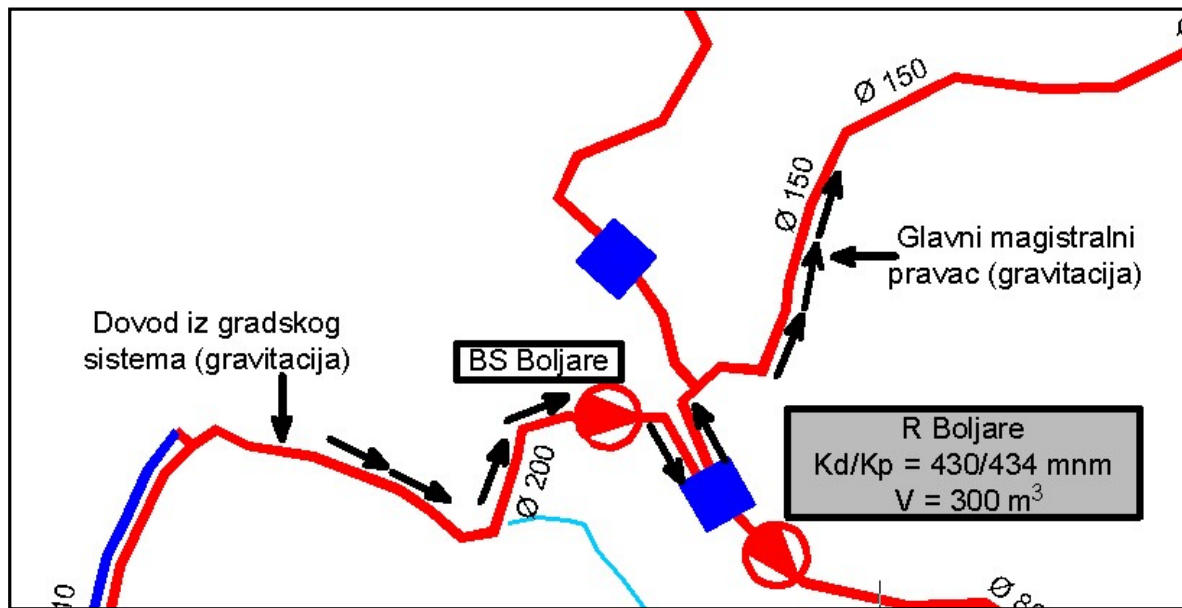 Ø 150
Ø 150
Glavni magistralni
pravac (gravitacija)
Dovod iz gradskog
sistema (gravitacija)
BS Boljare
R Boljare
Kd/Kp = 430/434 mnm
V = 300 m³
Ø 200